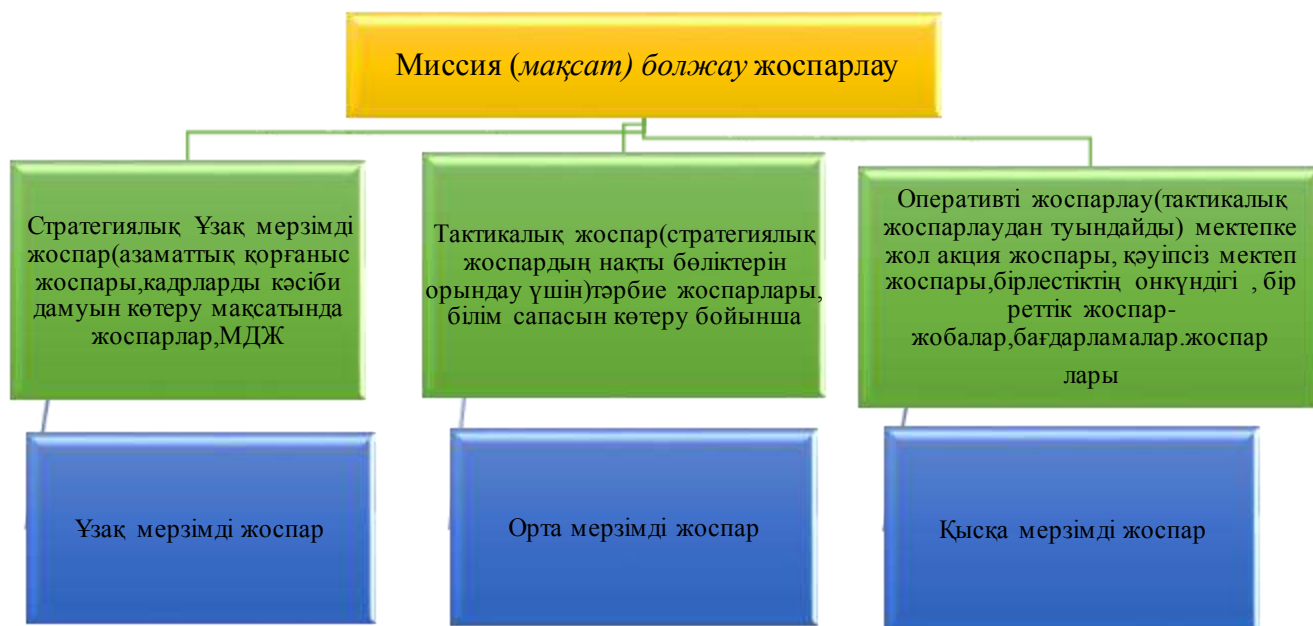 Миссия (мақсат) болжау жоспарлау
Стратегиялық Ұзақ мерзімді
жоспар(азаматтық қорғаныс
жоспары,кадрларды кәсіби
дамуын көтеру мақсатында
жоспарлар,МДЖ
Тактикалық жоспар(стратегиялық
жоспардың нақты бөліктерін
орындау үшін)тәрбие жоспарлары,
білім сапасын көтеру бойынша
Оперативті жоспарлау(тактикалық
жоспарлаудан туындайды) мектепке
жол акция жоспары, қәуіпсіз мектеп
жоспары,бірлестіктің онкүндігі , бір
реттік жоспар-
жобалар,бағдарламалар.жоспар
лары
Ұзақ мерзімді жоспар
Орта мерзімді жоспар
Қысқа мерзімді жоспар